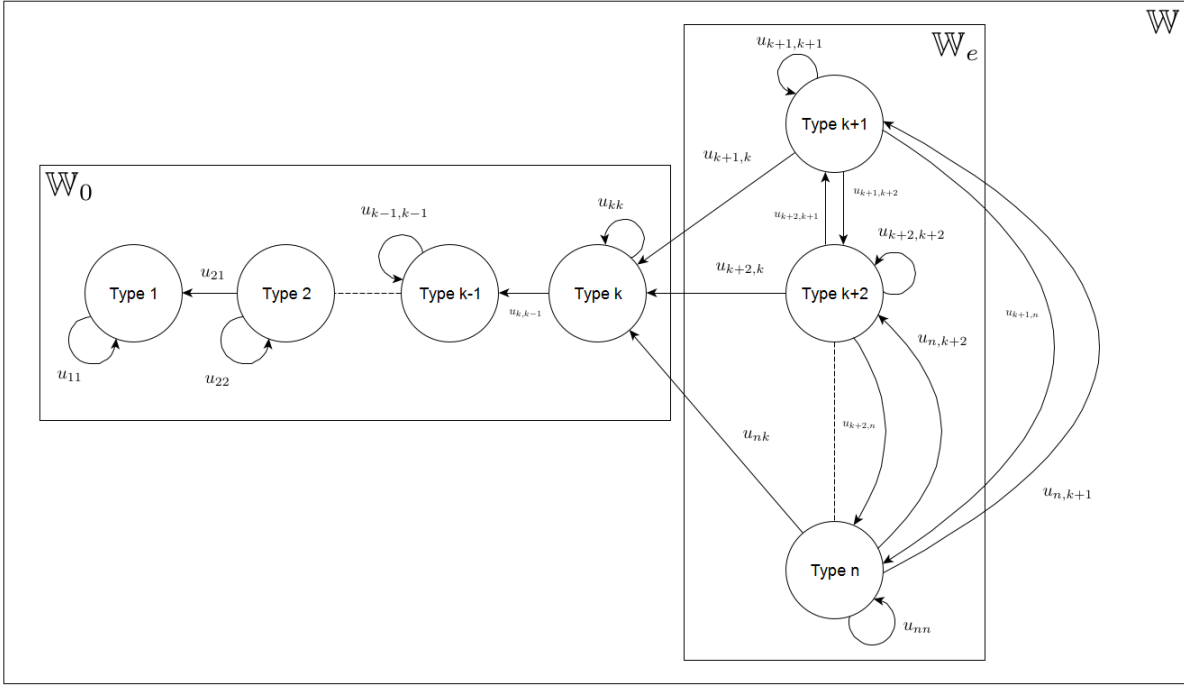 𝕎
u_{k+1,k+1}
𝕎_e
Type k+1
u_{k+1,k}
u_{k+1,k+2}
u_{k+2,k+1}
𝕎_0
u_{k-1,k-1}
u_{kk}
u_{k+2,k+2}
u_{k+2,k}
u_{21}
Type 1
Type 2
Type k-1
Type k
Type k+2
u_{k,k-1}
u_{k+1,n}
u_{n,k+2}
u_{11}
u_{22}
u_{k+2,n}
u_{nk}
u_{n,k+1}
Type n
u_{nn}